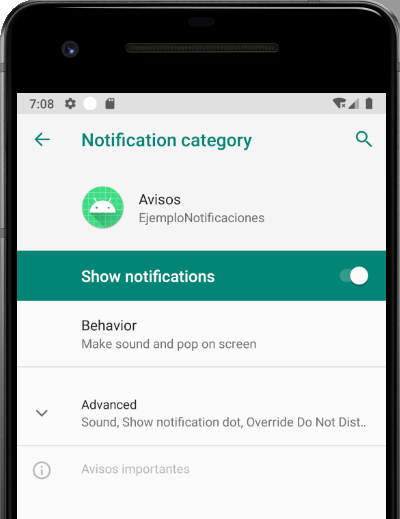 7:08
Notification category
Avisos
EjemploNotificaciones
Show notifications
Behavior
Make sound and pop on screen
Advanced
Sound, Show notification dot, Override Do Not Dist..
Avisos importantes